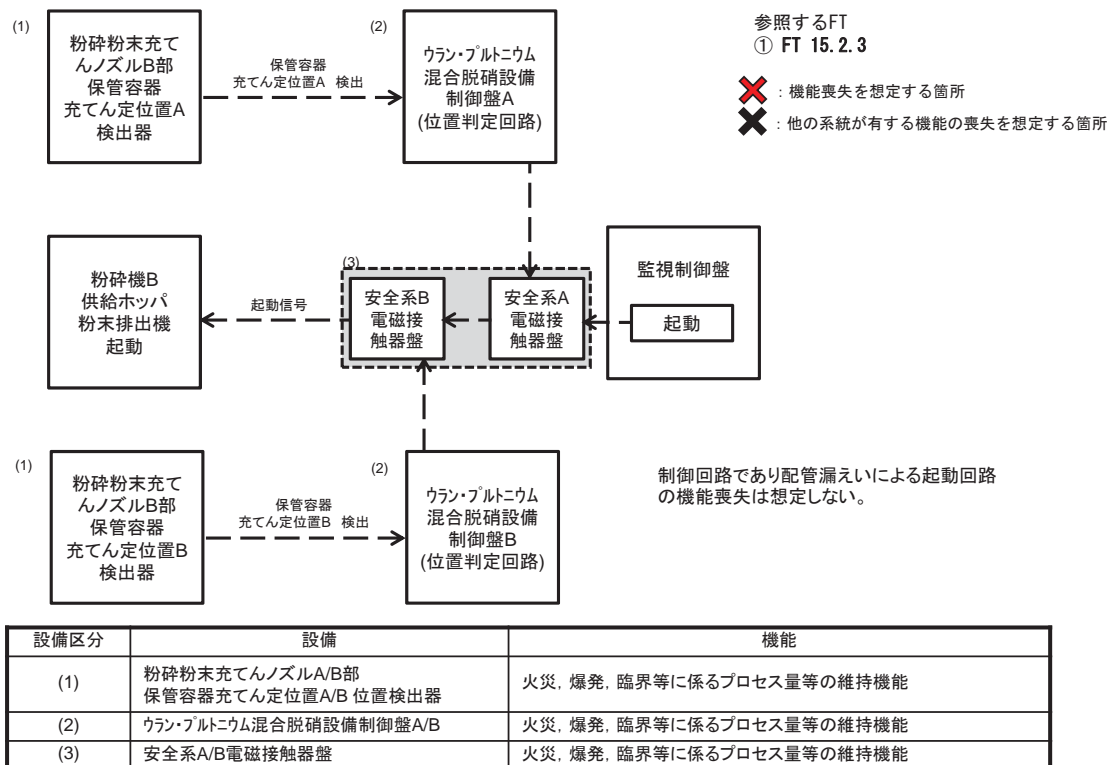 (1)
粉砕粉末充て
んノズルB部
保管容器
充てん定位置A
検出器
保管容器
充てん定位置A 検出
(2)
ウラン・プルトニウム
混合脱硝設備
制御盤A
(位置判定回路)
参照するFT
① FT 15.2.3
：機能喪失を想定する箇所
：他の系統が有する機能の喪失を想定する箇所
粉砕機B
供給ホッパ
粉末排出機
起動
起動信号
(3)
安全系B
電磁接
触器盤
安全系A
電磁接
触器盤
監視制御盤
起動
(1)
粉砕粉末充て
んノズルB部
保管容器
充てん定位置B
検出器
保管容器
充てん定位置B 検出
(2)
ウラン・プルトニウム
混合脱硝設備
制御盤B
(位置判定回路)
制御回路であり配管漏えいによる起動回路
の機能喪失は想定しない。
設備区分 設備 機能
(1) 粉砕粉末充てんノズルA/B部
保管容器充てん定位置A/B 位置検出器 火災，爆発，臨界等に係るプロセス量等の維持機能
(2) ウラン・プルトニウム混合脱硝設備制御盤A/B 火災，爆発，臨界等に係るプロセス量等の維持機能
(3) 安全系A/B電磁接触器盤 火災，爆発，臨界等に係るプロセス量等の維持機能